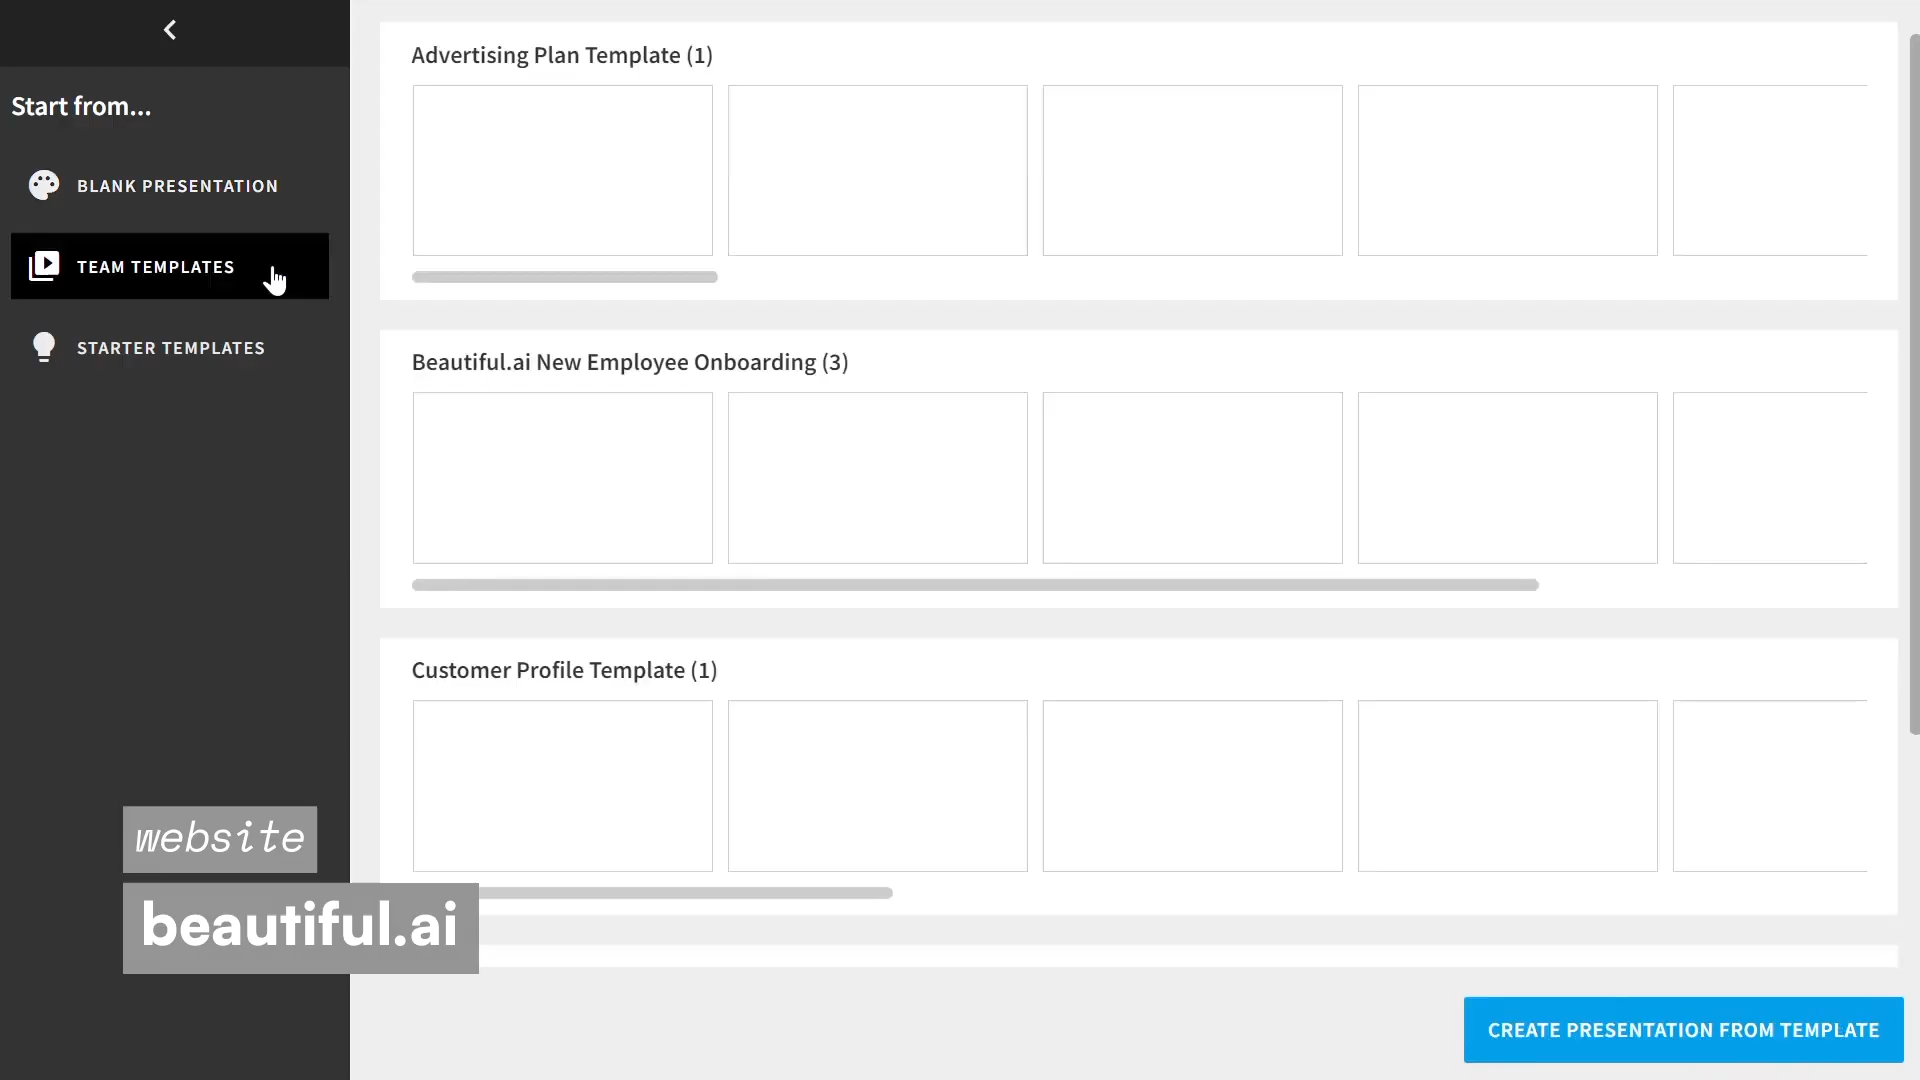 Start from...
BLANK PRESENTATION
TEAM TEMPLATES
STARTER TEMPLATES
Advertising Plan Template (1)
Beautiful.ai New Employee Onboarding (3)
Customer Profile Template (1)
website
beautiful.ai
CREATE PRESENTATION FROM TEMPLATE